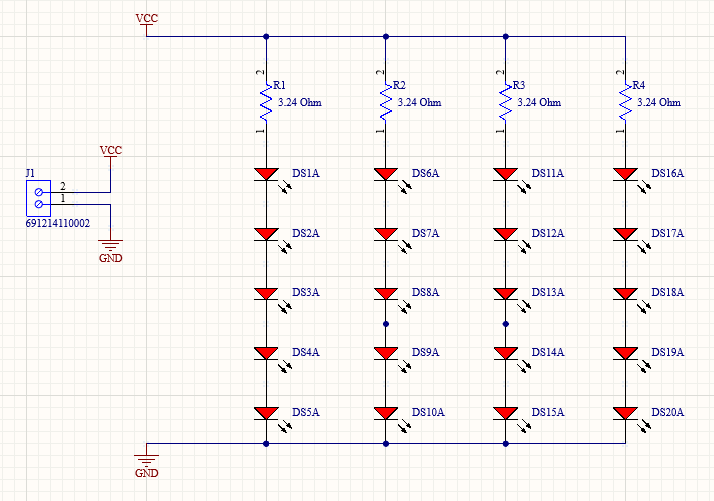 VCC
2 2 2 2
R1 R2 R3 R4
3.24 Ohm 3.24 Ohm 3.24 Ohm 3.24 Ohm
1 1 1 1
VCC
J1
2
1
691214110002
GND
DS1A DS6A DS11A DS16A
DS2A DS7A DS12A DS17A
DS3A DS8A DS13A DS18A
DS4A DS9A DS14A DS19A
DS5A DS10A DS15A DS20A
GND